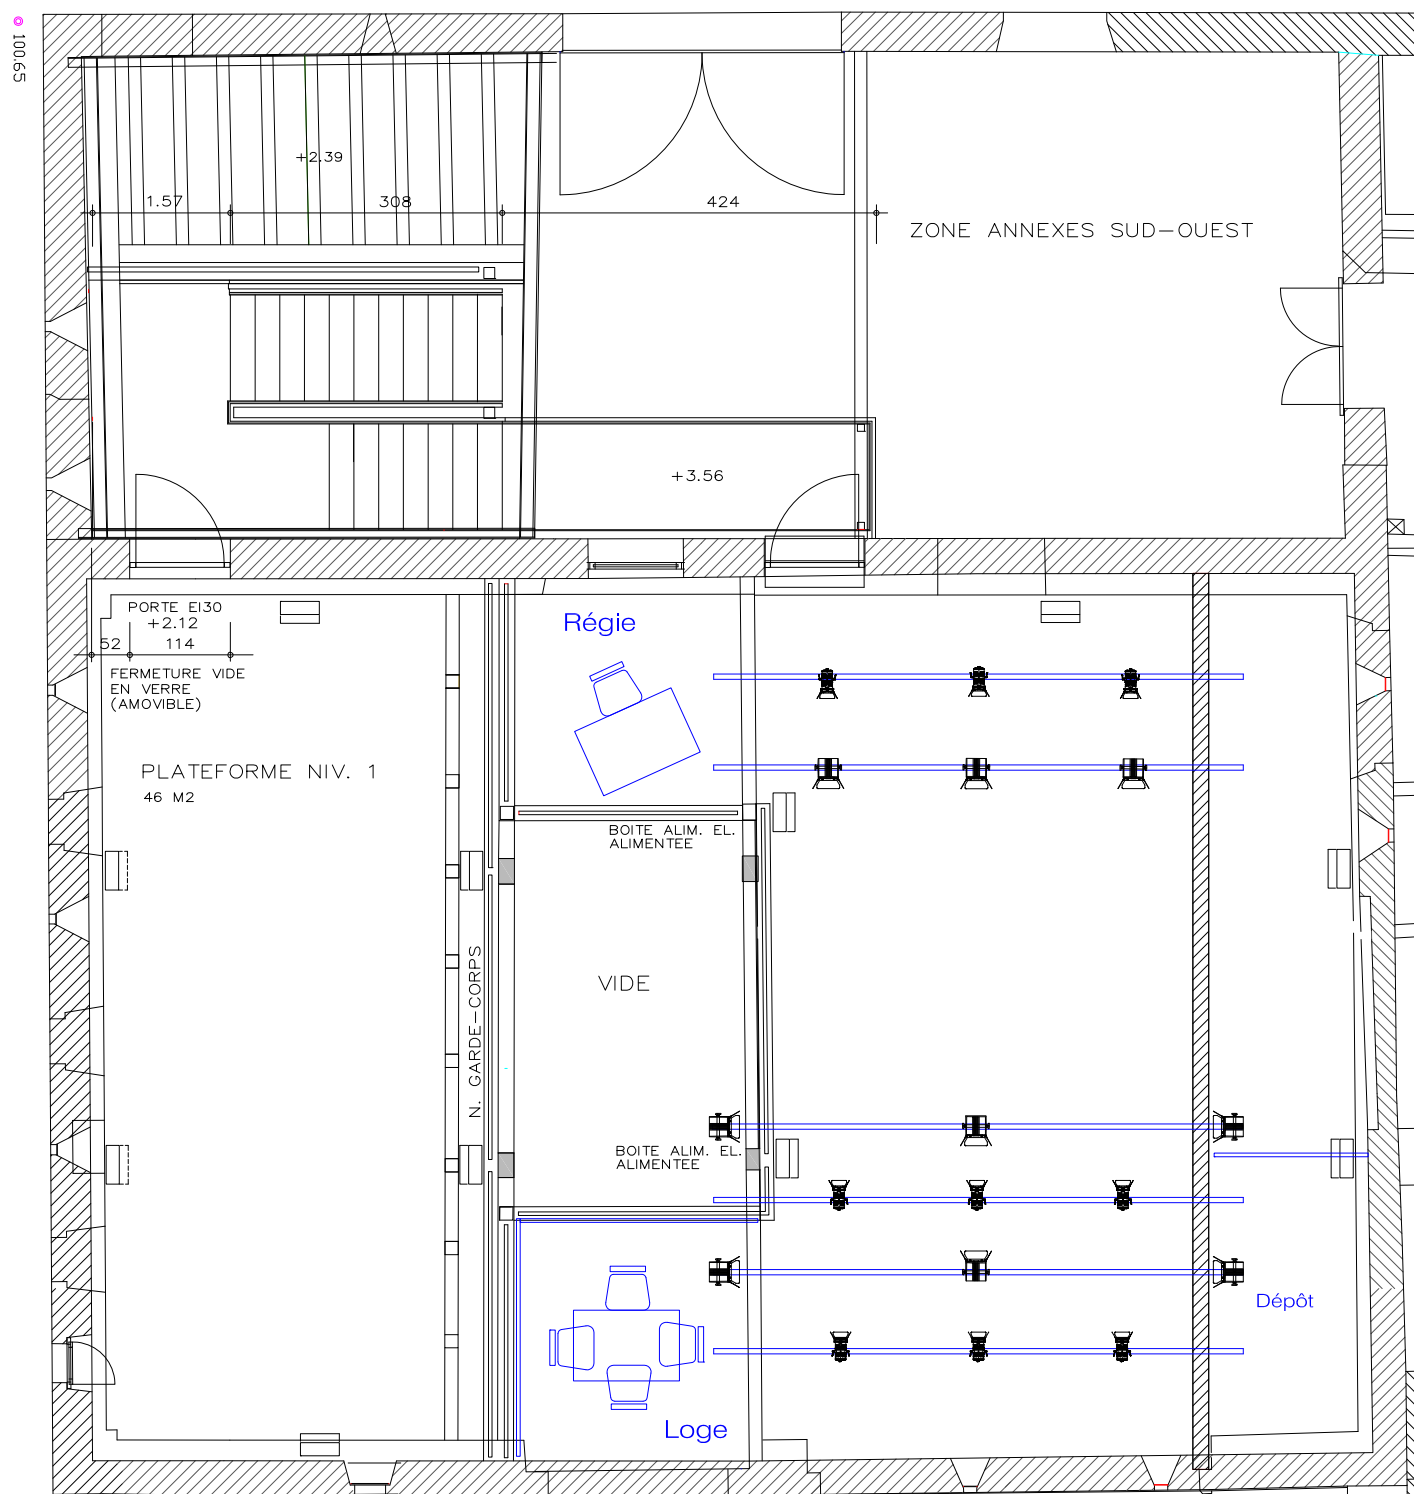 100.65
+2.39
1.57
308
424
ZONE ANNEXES SUD-OUEST
+3.56
PORTE EI30
+2.12
52
114
FERMETURE VIDE
EN VERRE
(AMOVIBLE)
Régie
PLATEFORME NIV. 1
46 M2
BOITE ALIM. EL.
ALIMENTEE
N. GARDE-CORPS
VIDE
BOITE ALIM. EL.
ALIMENTEE
Dépôt
Loge